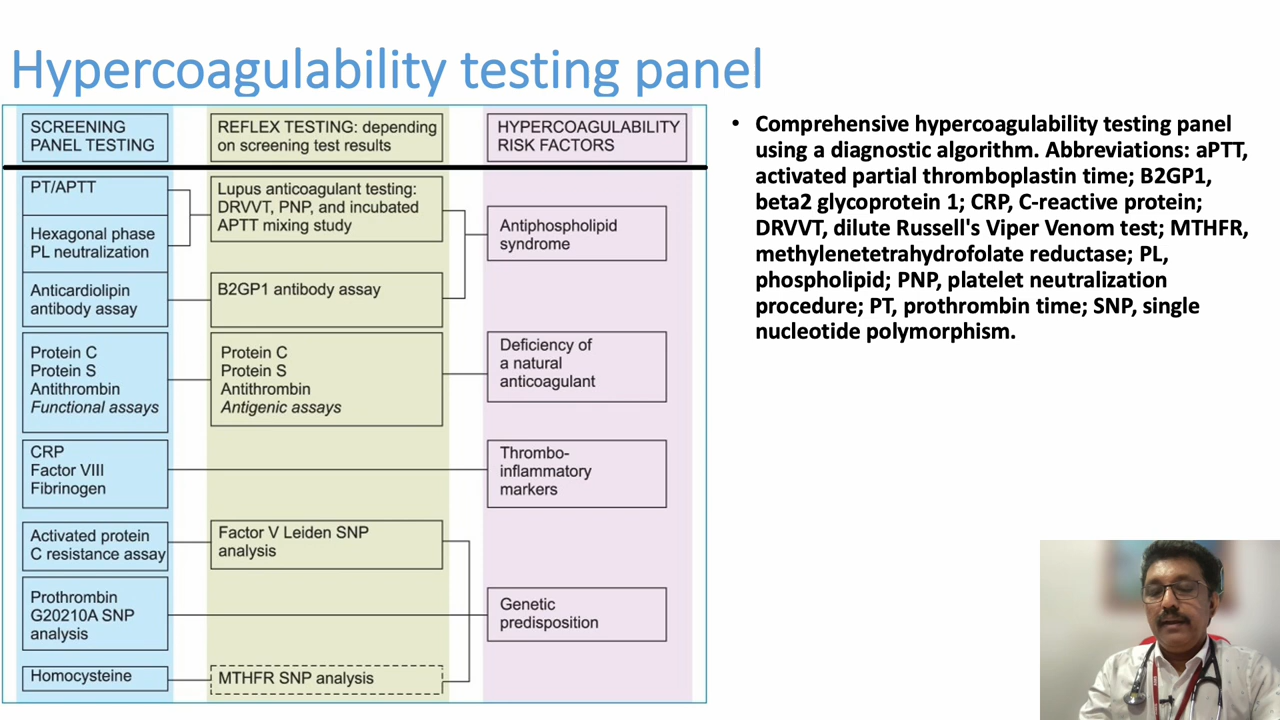 Hypercoagulability testing panel
SCREENING
PANEL TESTING
REFLEX TESTING: depending
on screening test results
HYPERCOAGULABILITY
RISK FACTORS
PT/APTT
Hexagonal phase
PL neutralization
Lupus anticoagulant testing:
DRVVT, PNP, and incubated
APTT mixing study
Antiphospholipid
syndrome
Anticardiolipin
antibody assay
B2GP1 antibody assay
Protein C
Protein S
Antithrombin
Functional assays
Protein C
Protein S
Antithrombin
Antigenic assays
Deficiency of
a natural
anticoagulant
CRP
Factor VIII
Fibrinogen
Thrombo-
inflammatory
markers
Activated protein
C resistance assay
Factor V Leiden SNP
analysis
Prothrombin
G20210A SNP
analysis
Genetic
predisposition
Homocysteine
MTHFR SNP analysis
• Comprehensive hypercoagulability testing panel
using a diagnostic algorithm. Abbreviations: aPTT,
activated partial thromboplastin time; B2GP1,
beta2 glycoprotein 1; CRP, C-reactive protein;
DRVVT, dilute Russell's Viper Venom test; MTHFR,
methylenetetrahydrofolate reductase; PL,
phospholipid; PNP, platelet neutralization
procedure; PT, prothrombin time; SNP, single
nucleotide polymorphism.